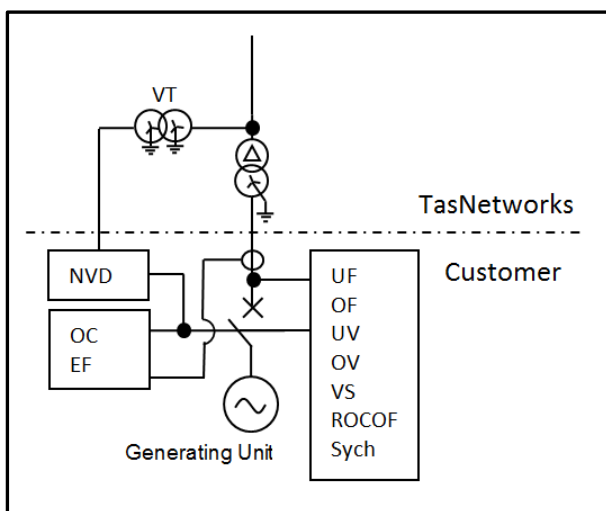 VT
TasNetworks
Customer
NVD
OC
EF
UF
OF
UV
OV
VS
ROCOF
Sych
Generating Unit